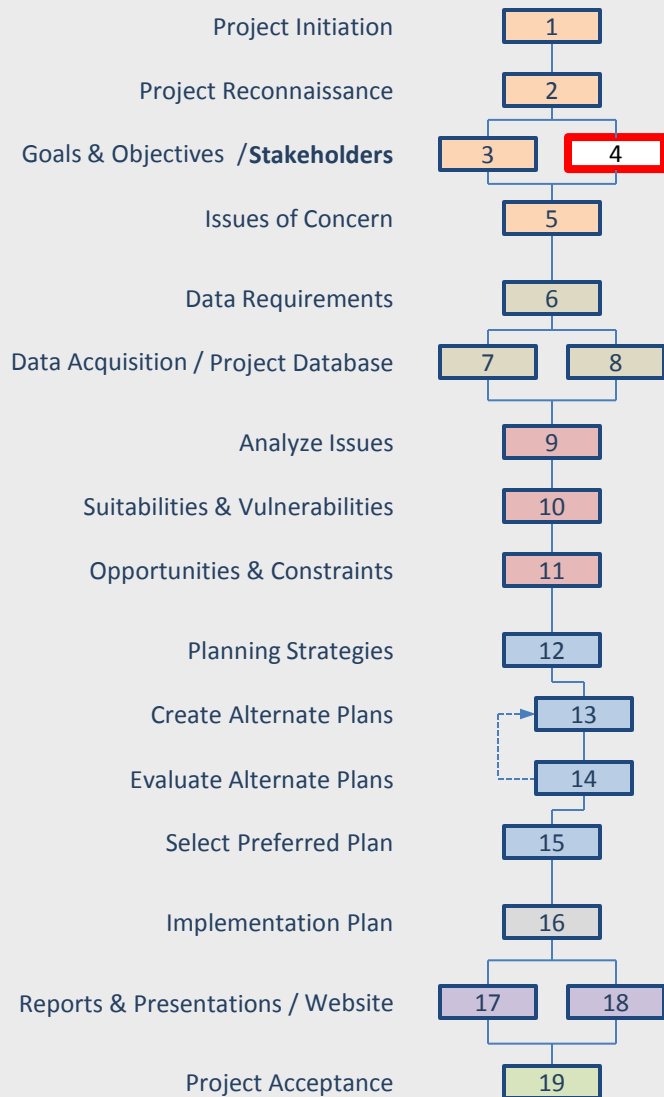 Project Initiation 1
Project Reconnaissance 2
Goals & Objectives / Stakeholders 3 4
Issues of Concern 5
Data Requirements 6
Data Acquisition / Project Database 7 8
Analyze Issues 9
Suitabilities & Vulnerabilities 10
Opportunities & Constraints 11
Planning Strategies 12
Create Alternate Plans 13
Evaluate Alternate Plans 14
Select Preferred Plan 15
Implementation Plan 16
Reports & Presentations / Website 17 18
Project Acceptance 19